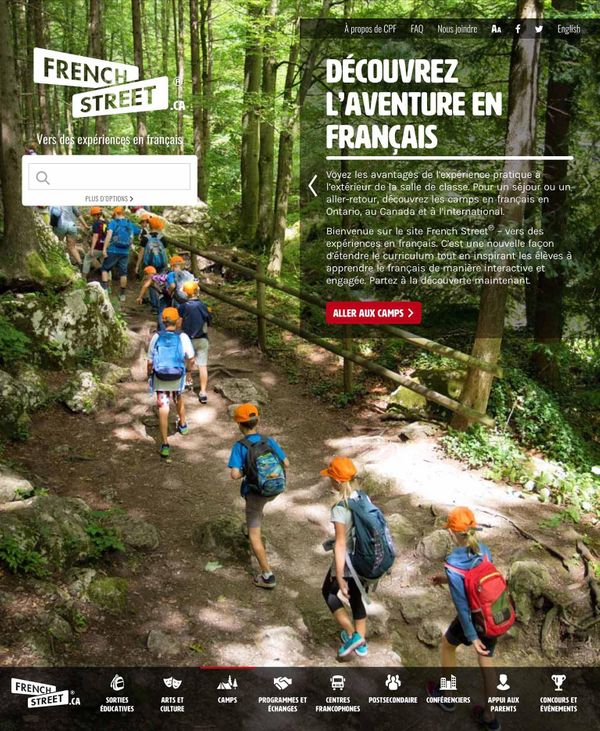 À propos de CPF FAQ Nous joindre Aa English
FRENCH
STREET®
.CA
Vers des expériences en français
PLUS D'OPTIONS >
DÉCOUVREZ
L'AVENTURE EN
FRANÇAIS
Voyez les avantages de l'expérience pratique à
l'extérieur de la salle de classe. Pour un séjour ou un
aller-retour, découvrez les camps en français en
Ontario, au Canada et à l'international.
Bienvenue sur le site French Street® – vers des
expériences en français. C'est une nouvelle façon
d'étendre le curriculum tout en inspirant les élèves à
apprendre le français de manière interactive et
engagée. Partez à la découverte maintenant.
ALLER AUX CAMPS >
FRENCH
STREET®
.CA
SORTIES
ÉDUCATIVES
ARTS ET
CULTURE
CAMPS
PROGRAMMES ET
ÉCHANGES
CENTRES
FRANCOPHONES
POSTSECONDAIRE
CONFÉRENCIERS
APPUI AUX
PARENTS
CONCOURS ET
ÉVÉNEMENTS